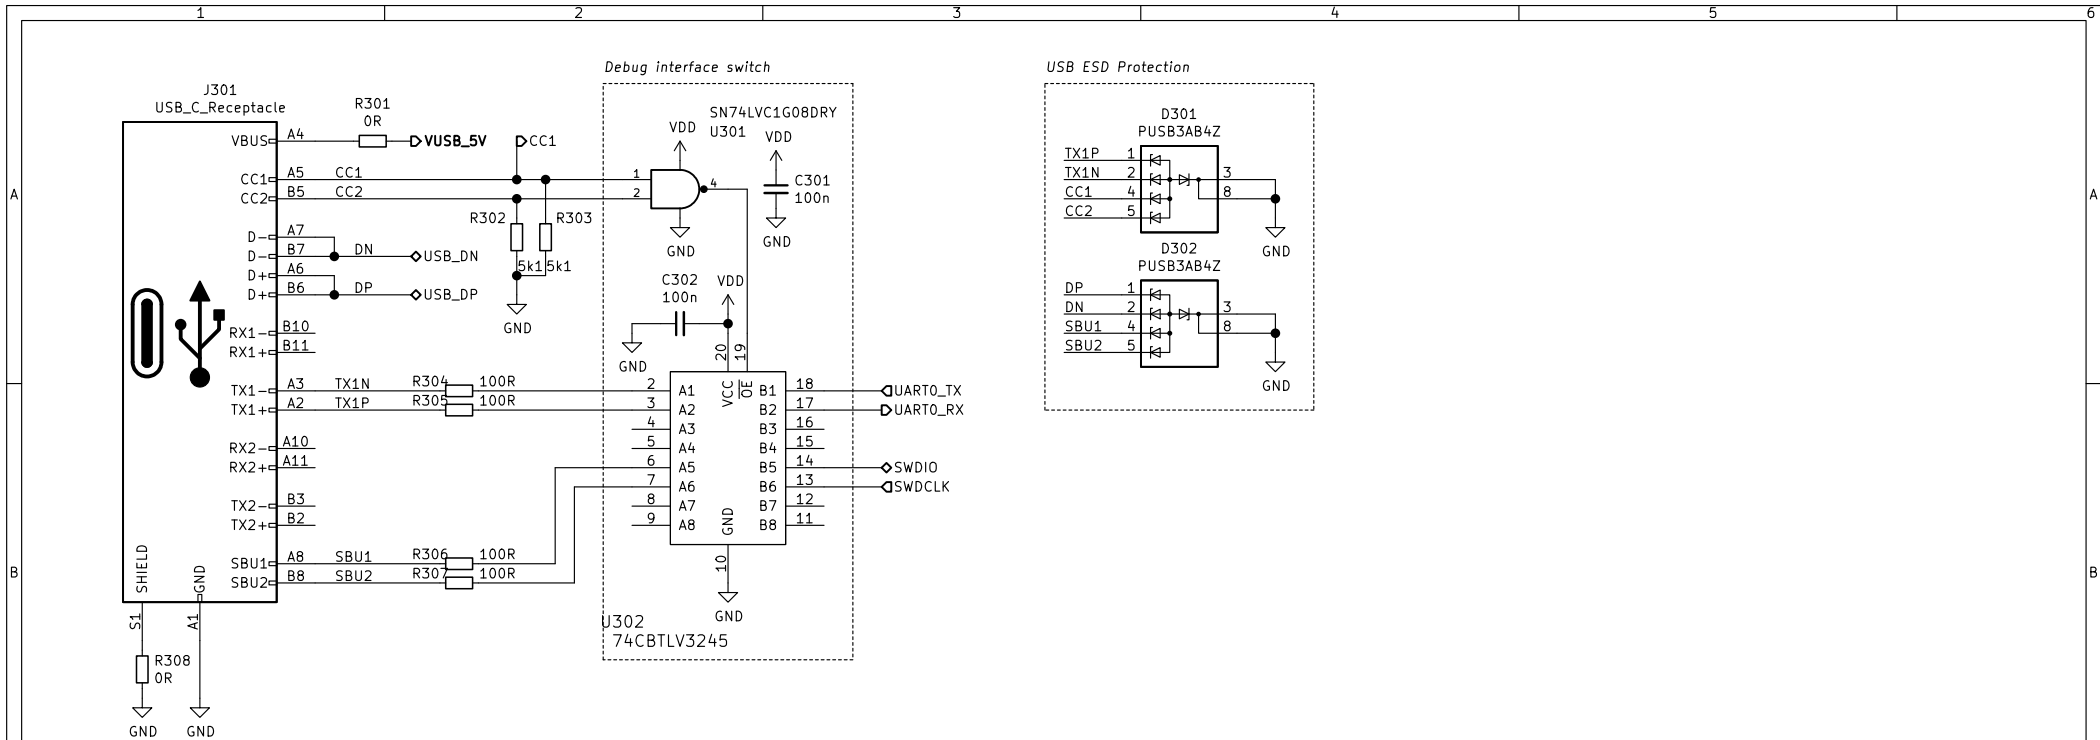 1 2 3 4 5 6
Debug interface switch
USB ESD Protection
J301
USB_C_Receptacle
VBUS A4
R301
0R
VUSB_5V
CC1
CC1 A5 CC1
CC2 B5 CC2
D- A7
D- B7 DN USB_DN
D+ A6
D+ B6 DP USB_DP
RX1- B10
RX1+ B11
TX1- A3 TX1N R304 100R
TX1+ A2 TX1P R305 100R
RX2- A10
RX2+ A11
TX2- B3
TX2+ B2
SBU1 A8 SBU1 R306 100R
SBU2 B8 SBU2 R307 100R
SHIELD
GND
S1
A1
R308
0R
GND
GND
R302
R303
5k1
5k1
GND
SN74LVC1G08DRY
U301
VDD
1
2
4
GND
VDD
C301
100n
GND
C302
100n
VDD
GND
20
19
VCC
OE
2 A1 B1 18 UART0_TX
3 A2 B2 17 UART0_RX
4 A3 B3 16
5 A4 B4 15
6 A5 B5 14 SWDIO
7 A6 B6 13 SWDCLK
8 A7 B7 12
9 A8 B8 11
GND
10
GND
U302
74CBTLV3245
D301
PUSB3AB4Z
TX1P 1
TX1N 2 3
CC1 4 8
CC2 5
GND
D302
PUSB3AB4Z
DP 1
DN 2 3
SBU1 4 8
SBU2 5
GND
A
A
B
B